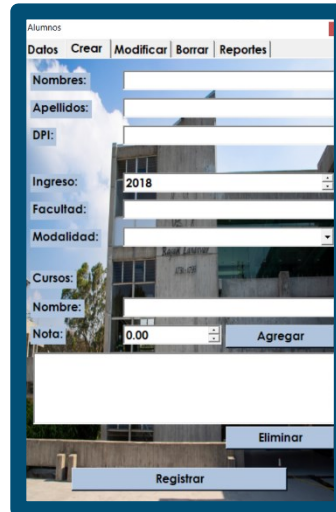 Alumnos
Datos Crear Modificar Borrar Reportes
Nombres:
Apellidos:
DPI:
Ingreso: 2018
Facultad:
Modalidad:
Cursos:
Nombre:
Nota: 0.00 Agregar
Eliminar
Registrar